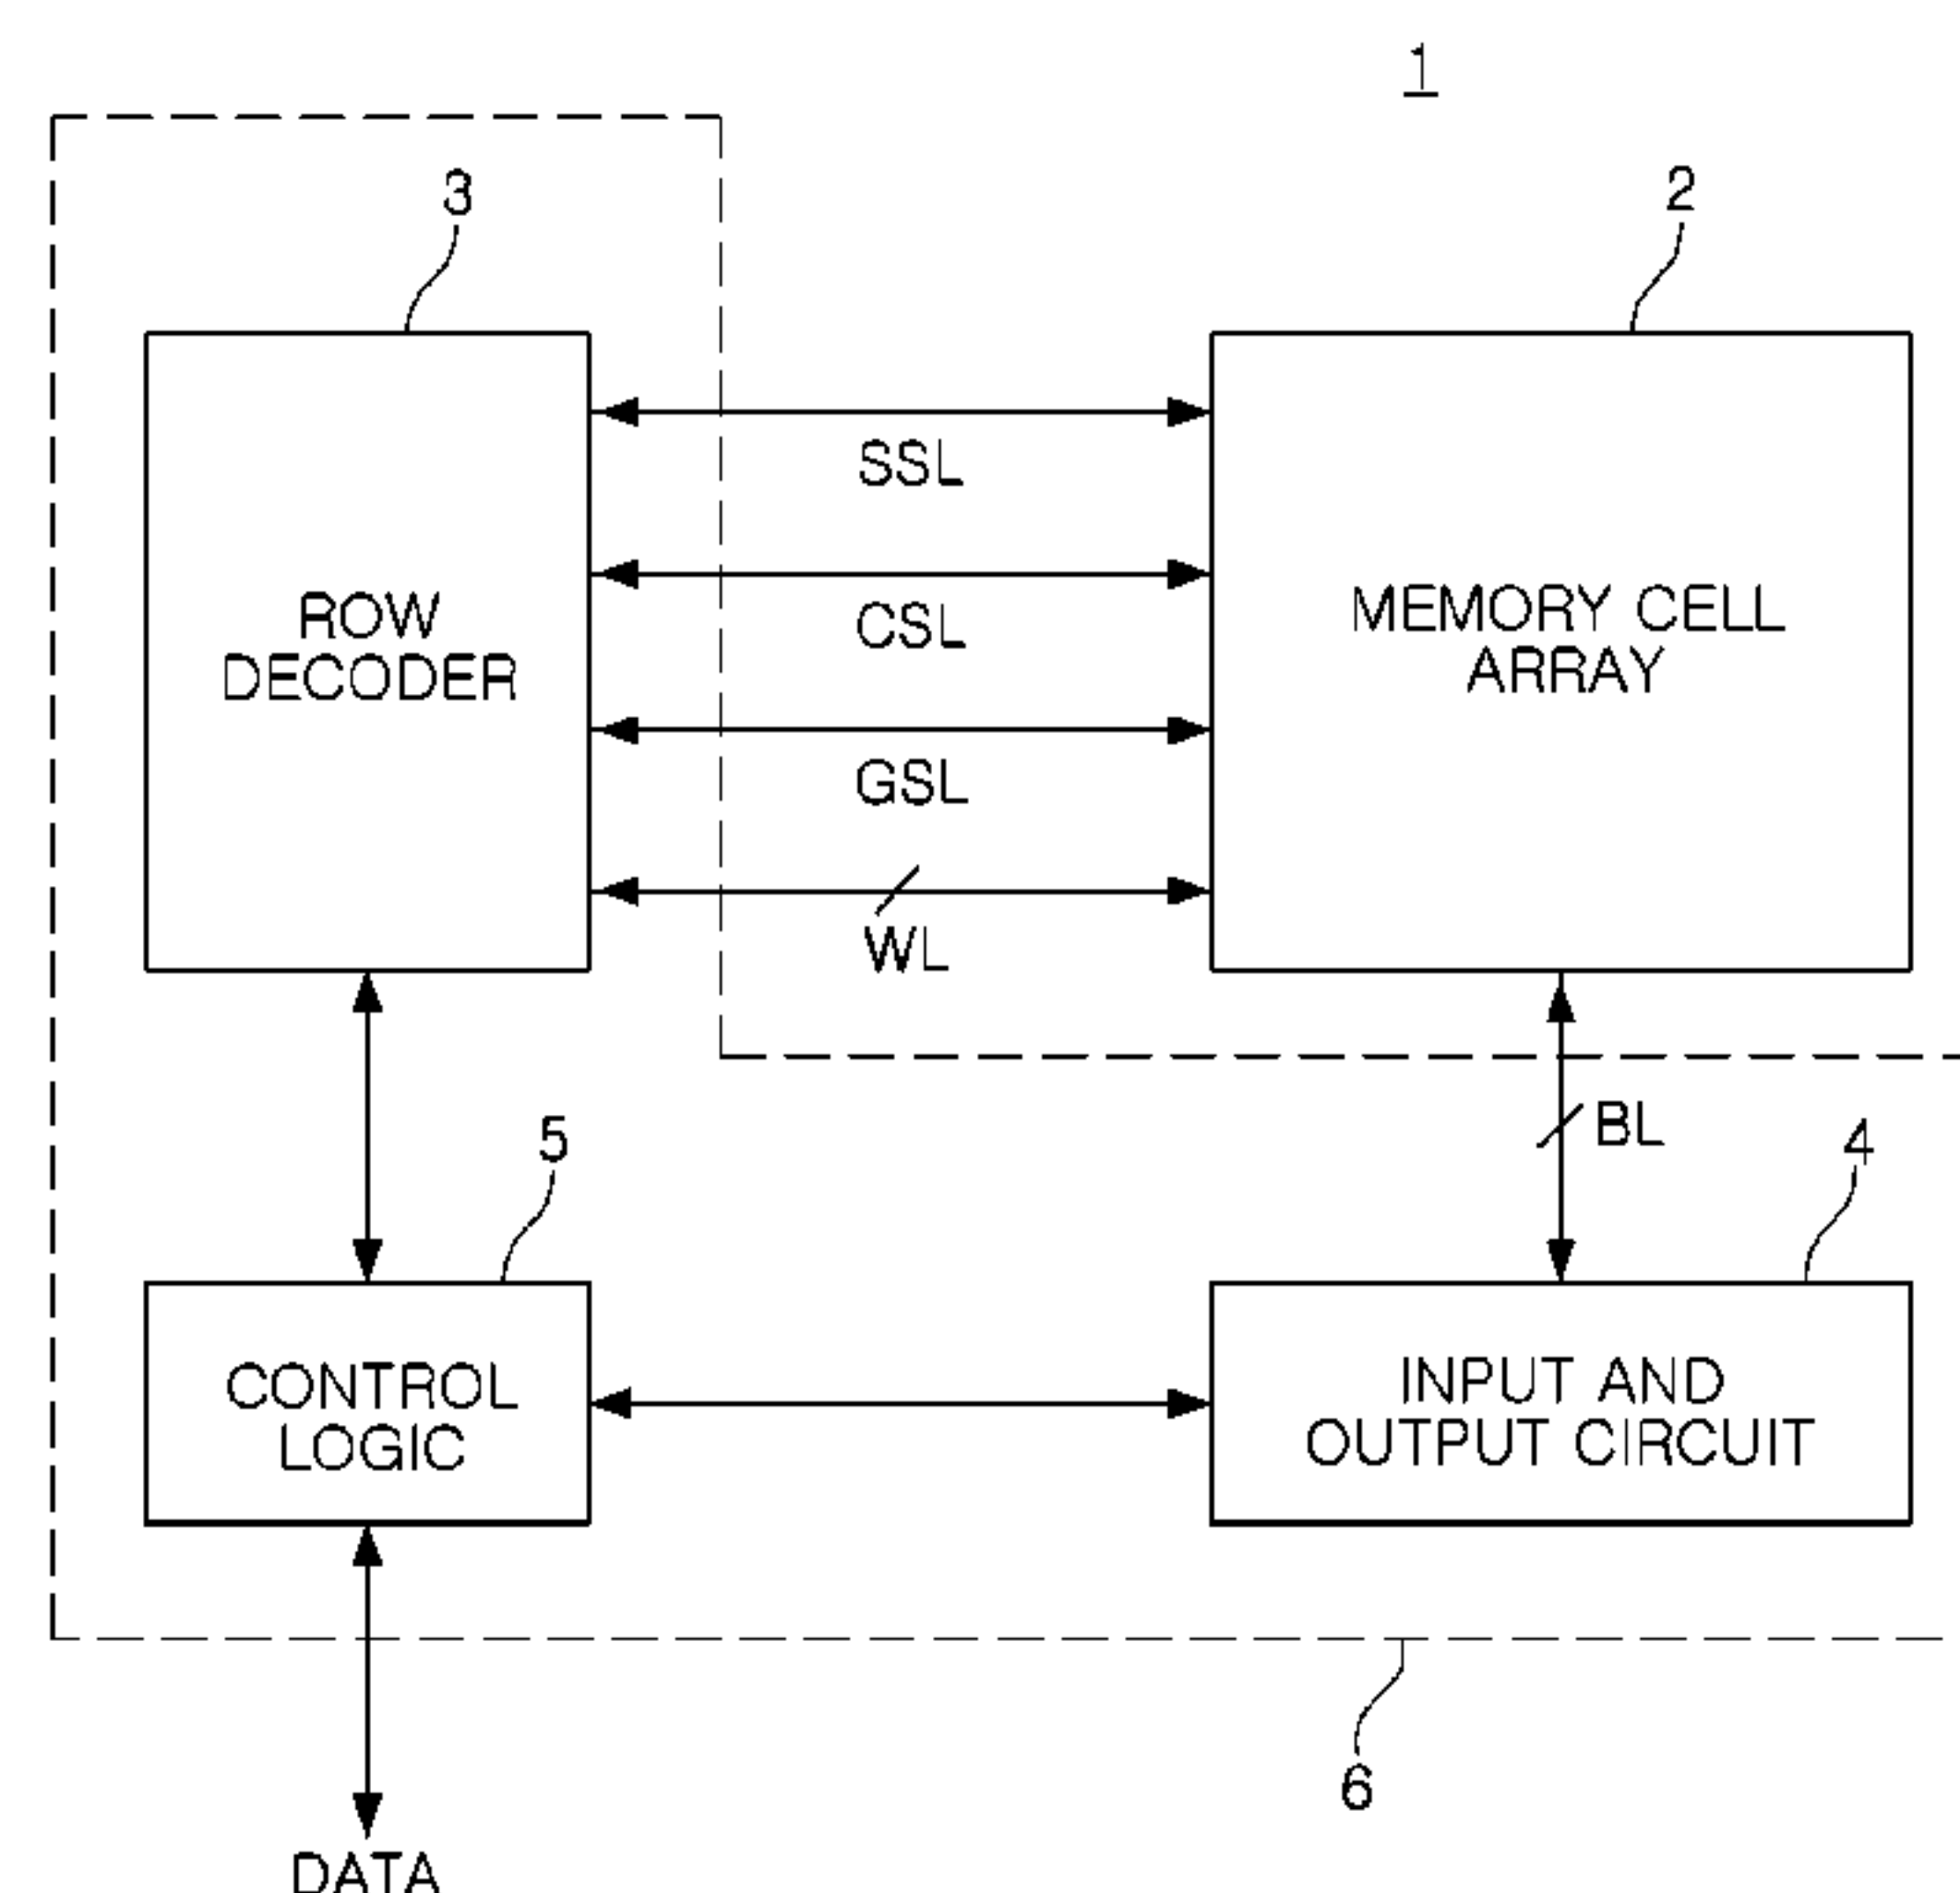 1
3
2
SSL
CSL
GSL
WL
ROW
DECODER
MEMORY CELL
ARRAY
5
BL
4
CONTROL
LOGIC
INPUT AND
OUTPUT CIRCUIT
6
DATA